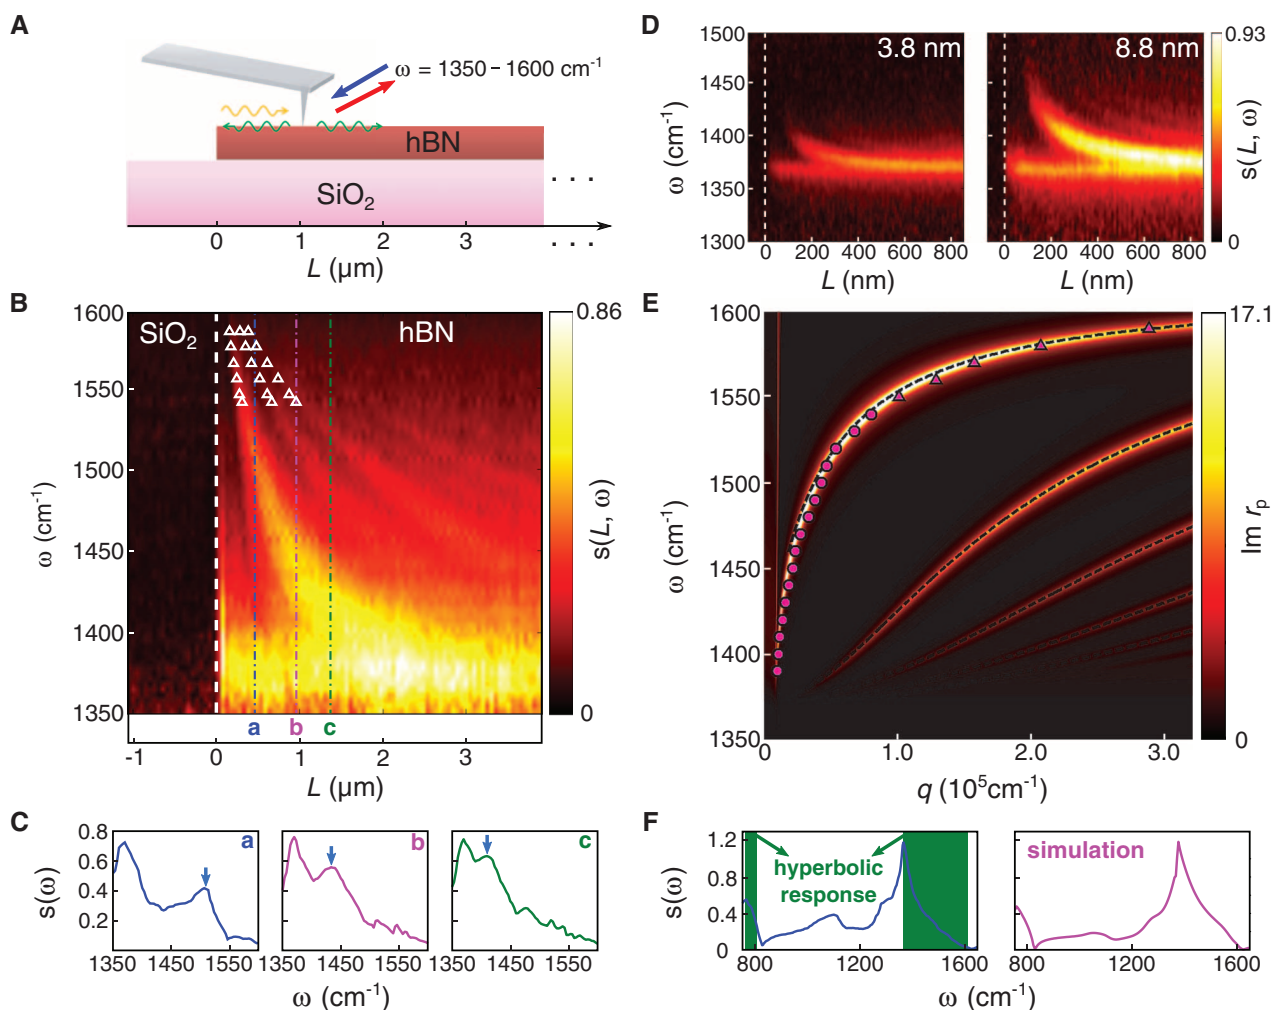 A
ω = 1350 – 1600 cm-1
hBN
SiO2
. . .
0 1 2 3 . . .
L (µm)
B
1600
1550
1500
1450
1400
1350
ω (cm-1)
SiO2 hBN
a b c
-1 0 1 2 3
L (µm)
0.86
0
s(L, ω)
C
0.8
0.6
0.4
0.2
s(ω)
a
b
c
1350 1450 1550 1350 1450 1550 1350 1450 1550
ω (cm-1)
D
1500
1400
1350
1300
ω (cm-1)
3.8 nm
8.8 nm
0 200 400 600 800 0 200 400 600 800
L (nm) L (nm)
0.93
0
s(L, ω)
E
1600
1550
1500
1450
1400
1350
ω (cm-1)
0 1.0 2.0 3.0
q (105cm-1)
17.1
0
Im rp
F
1.2
0.8
0.4
0
s(ω)
hyperbolic
response
simulation
800 1200 1600 800 1200 1600
ω (cm-1)